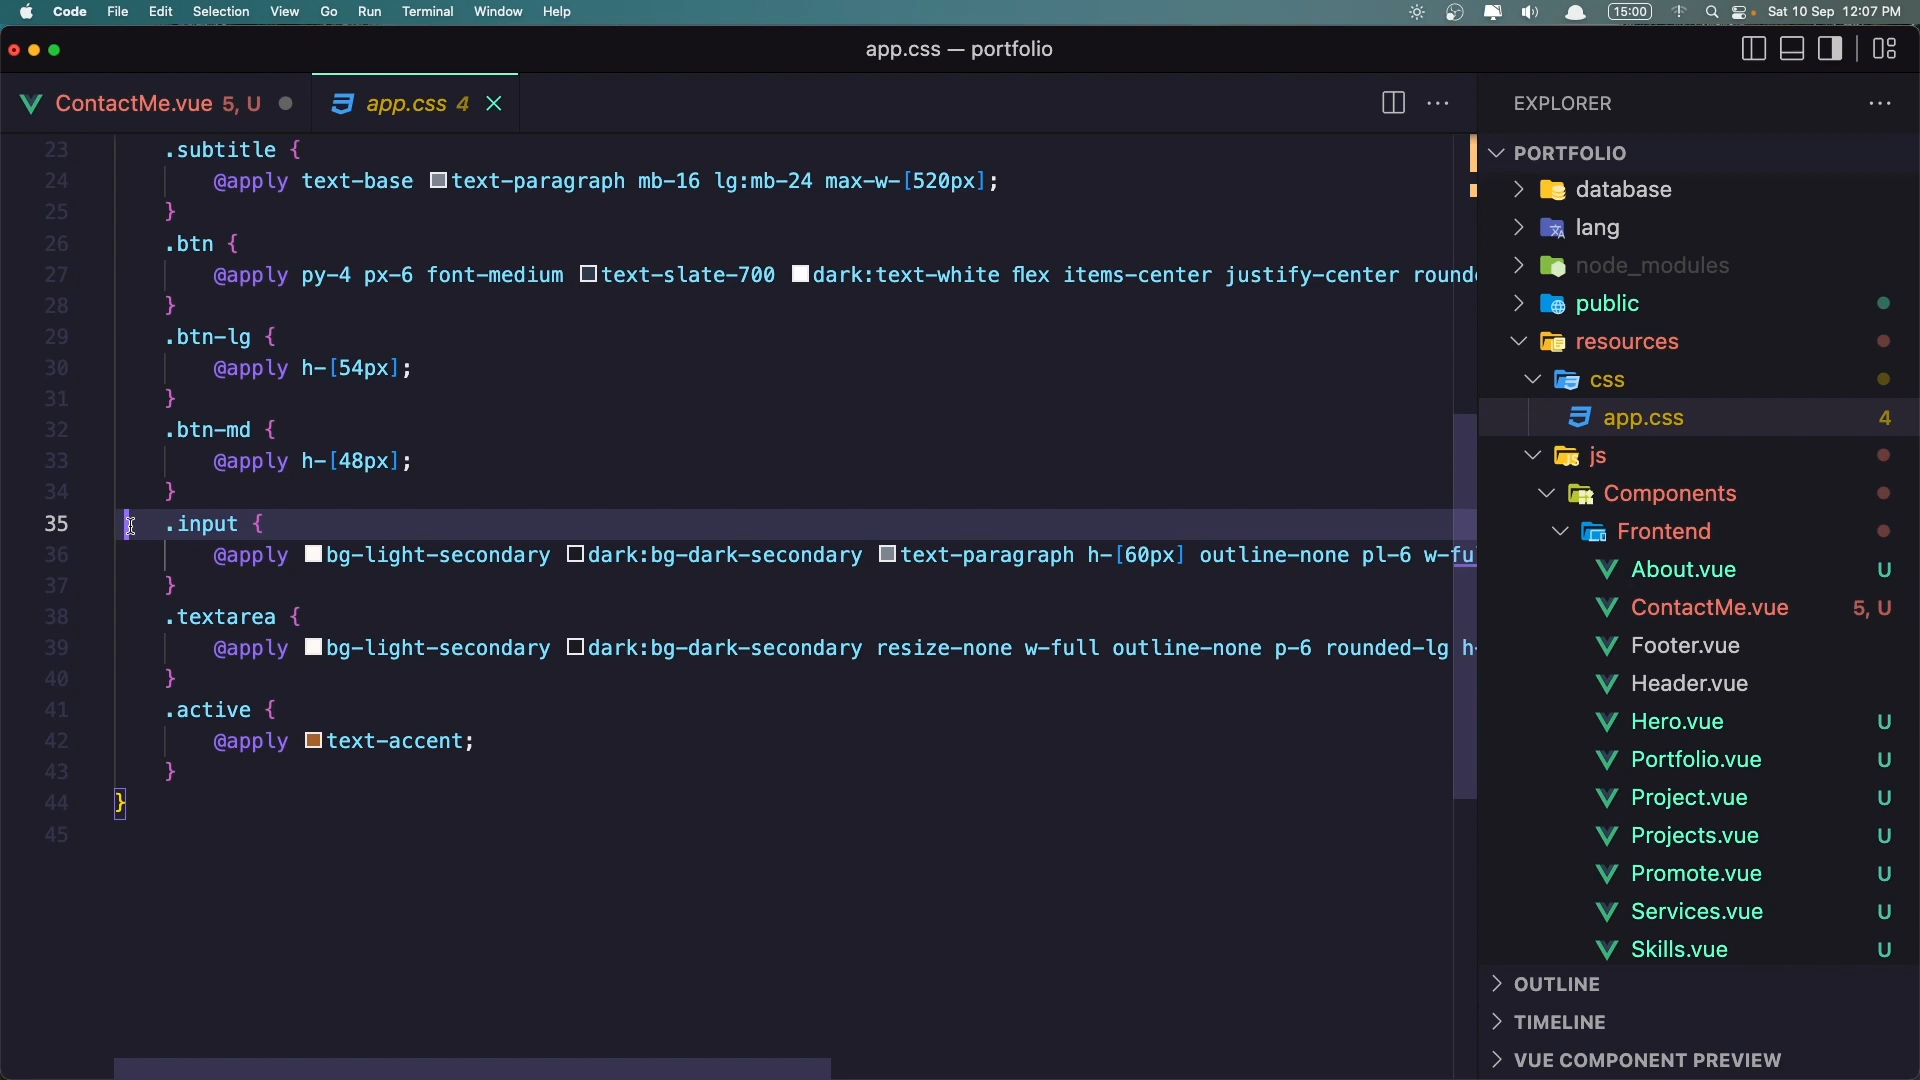 Code File Edit Selection View Go Run Terminal Window Help 15:00 Sat 10 Sep 12:07 PM
app.css — portfolio
ContactMe.vue 5, U app.css 4
23 .subtitle {
24 @apply text-base text-paragraph mb-16 lg:mb-24 max-w-[520px];
25 }
26 .btn {
27 @apply py-4 px-6 font-medium text-slate-700 dark:text-white flex items-center justify-center
28 }
29 .btn-lg {
30 @apply h-[54px];
31 }
32 .btn-md {
33 @apply h-[48px];
34 }
35 .input {
36 @apply bg-light-secondary dark:bg-dark-secondary text-paragraph h-[60px] outline-none pl-6
37 }
38 .textarea {
39 @apply bg-light-secondary dark:bg-dark-secondary resize-none w-full outline-none p-6 rounded-lg
40 }
41 .active {
42 @apply text-accent;
43 }
44 }
45
EXPLORER
PORTFOLIO
database
lang
node_modules
public
resources
css
app.css 4
js
Components
Frontend
About.vue U
ContactMe.vue 5, U
Footer.vue
Header.vue
Hero.vue U
Portfolio.vue U
Project.vue U
Projects.vue U
Promote.vue U
Services.vue U
Skills.vue U
OUTLINE
TIMELINE
VUE COMPONENT PREVIEW